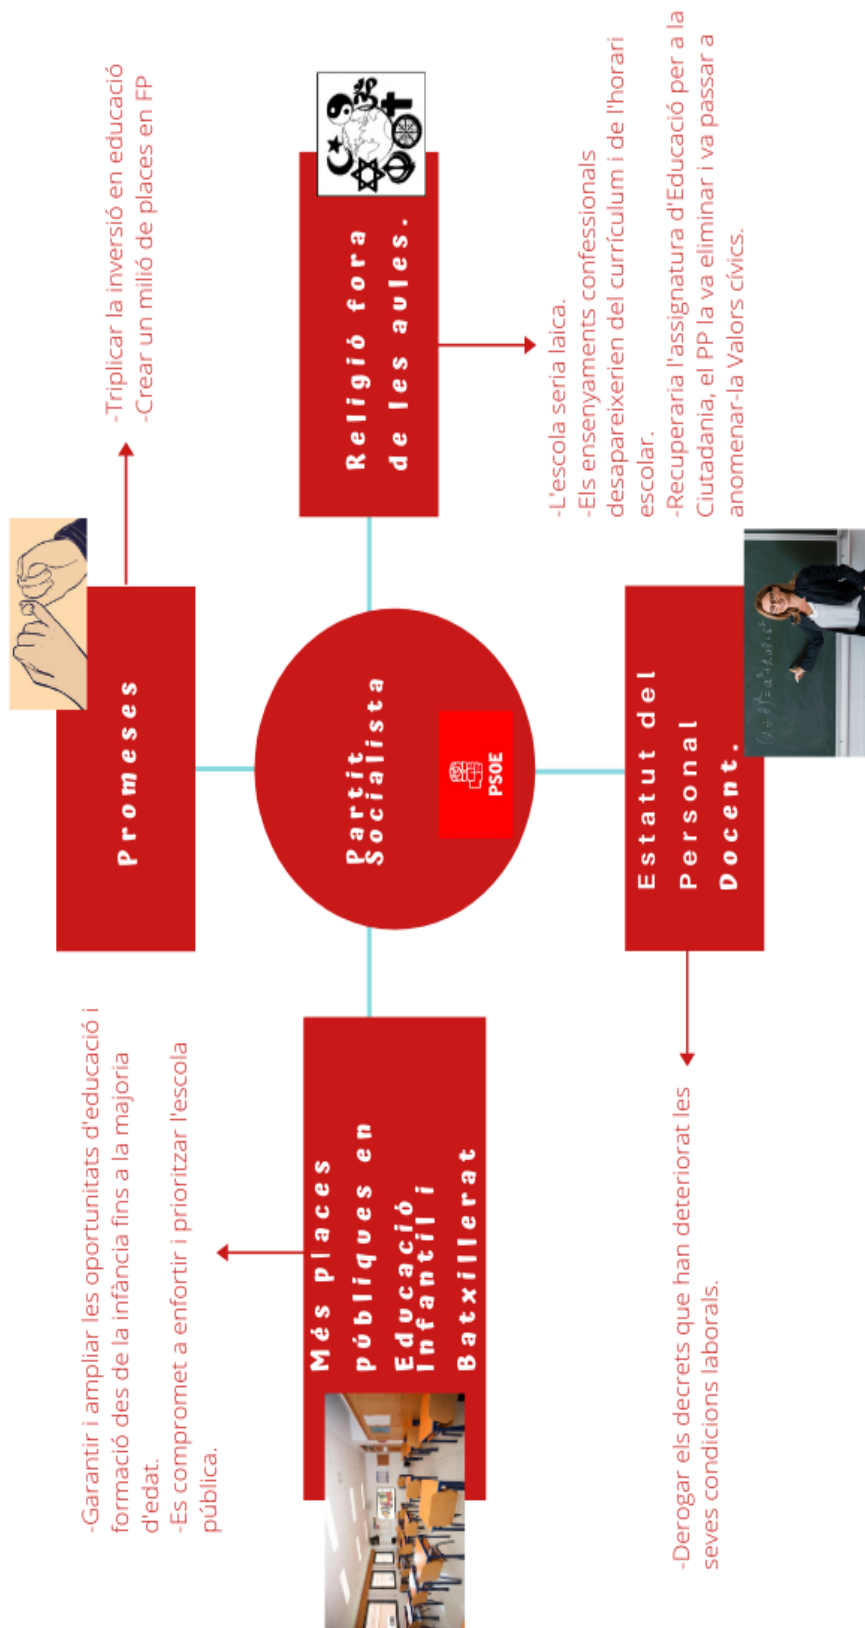 -Garantir i ampliar les oportunitats d'educació i
formació des de la infància fins a la majoria
d'edat.
-Es compromet a enfortir i prioritzar l'escola
pública.
Promeses
-Triplicar la inversió en educació
-Crear un milió de places en FP
Més places
públiques en
Educació
Infantil i
Batxillerat
Partit
Socialista
PSOE
Religió fora
de les aules.
-L'escola seria laica.
-Els ensenyaments confessionals
desapareixerien del currículum i de l'horari
escolar.
-Recuperaria l'assignatura d'Educació per a la
Ciutadania, el PP la va eliminar i va passar a
anomenar-la Valors cívics.
Estatut del
Personal
Docent.
-Derogar els decrets que han deteriorat les
seves condicions laborals.